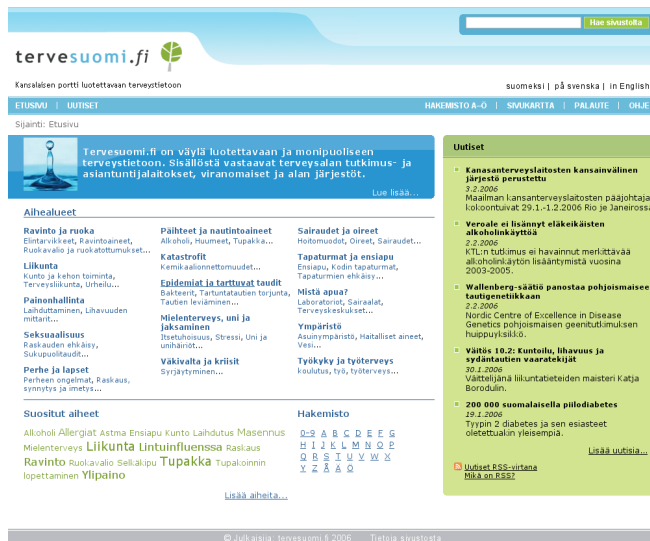 Hae sivustolta
tervesuomi.fi
Kansalaisen portti luotettavaan terveystietoon
suomeksi | på svenska | in English
ETUSIVU | UUTISET
HAKEMISTO A-Ö | SIVUKARTTA | PALAUTE | OHJE
Sijainti: Etusivu
Tervesuomi.fi on väylä luotettavaan ja monipuoliseen
terveystietoon. Sisällöstä vastaavat terveysalan tutkimus- ja
asiantuntijalaitokset, viranomaiset ja alan järjestöt.
Lue lisää...
Aihealueet
Ravinto ja ruoka
Elintarvikkeet, Ravintoaineet,
Ruokavalio ja ruokatottumukset...
Liikunta
Kunto ja kehon toiminta,
Terveysliikunta, Urheilu...
Painonhallinta
Laihduttaminen, Lihavuuden
mittarit...
Seksuaalisuus
Raskauden ehkäisy,
Sukupuolitaudit...
Perhe ja lapset
Perheen ongelmat, Raskaus,
synnytys ja imetys...
Päihteet ja nautintoaineet
Alkoholi, Huumeet, Tupakka...
Katastrofit
Kemikaalionnettomuudet...
Epidemiat ja tarttuvat taudit
Bakteerit, Tartuntatautien torjunta,
Tautien leviäminen...
Mielenterveys, uni ja
jaksaminen
Itsetuhoisuus, Stressi, Uni ja
unihäiriöt...
Väkivalta ja kriisit
Syrjäytyminen...
Sairaudet ja oireet
Hoitomuodot, Oireet, Sairaudet...
Tapaturmat ja ensiapu
Ensiapu, Kodin tapaturmat,
Tapaturmien ehkäisy...
Mistä apua?
Laboratoriot, Sairaalat,
Terveyskeskukset...
Ympäristö
Asuinympäristö, Haitalliset aineet,
Vesi...
Työkyky ja työterveys
koulutus, työ, työterveys...
Suositut aiheet
Alkoholi Allergiat Astma Ensiapu Kunto Laihdutus Masennus
Mielenterveys Liikunta Lintuinfluenssa Raskaus
Ravinto Ruokavalio Selkäkipu Tupakka Tupakoinnin
lopettaminen Ylipaino
Lisää aiheita...
Hakemisto
0-9 A B C D E F G
H I J K L M N O P
Q R S T U V W X
Y Z Å Ä Ö
Uutiset
Kanasanterveyslaitosten kansainvälinen
järjestö perustettu
3.2.2006
Maailman kansanterveyslaitosten pääjohtaja
kokoontuivat 29.1.-1.2.2006 Rio je Janeirossa
Veroale ei lisännyt eläkeikäisten
alkoholinkäyttöä
2.2.2006
KTL:n tutkimus ei havainnut merkittävää
alkoholinkäytön lisääntymistä vuosina
2003-2005.
Wallenberg-säätiö panostaa pohjoismaisee
tautigenetiikkaan
2.2.2006
Nordic Centre of Excellence in Disease
Genetics pohjoismaisen geenitutkimuksen
huippuyksikkö.
Väitös 10.2: Kuntoilu, lihavuus ja
sydäntautien vaaratekijät
30.1.2006
Väittelijänä liikuntatieteiden maisteri Katja
Borodulin.
200 000 suomalaisella piilodiabetes
19.1.2006
Tyypin 2 diabetes ja sen esiasteet
oletettuakin yleisempiä.
Lisää uutisia...
Uutiset RSS-virtana
Mikä on RSS?
© Julkaisija: tervesuomi.fi 2006 Tietoja sivustosta